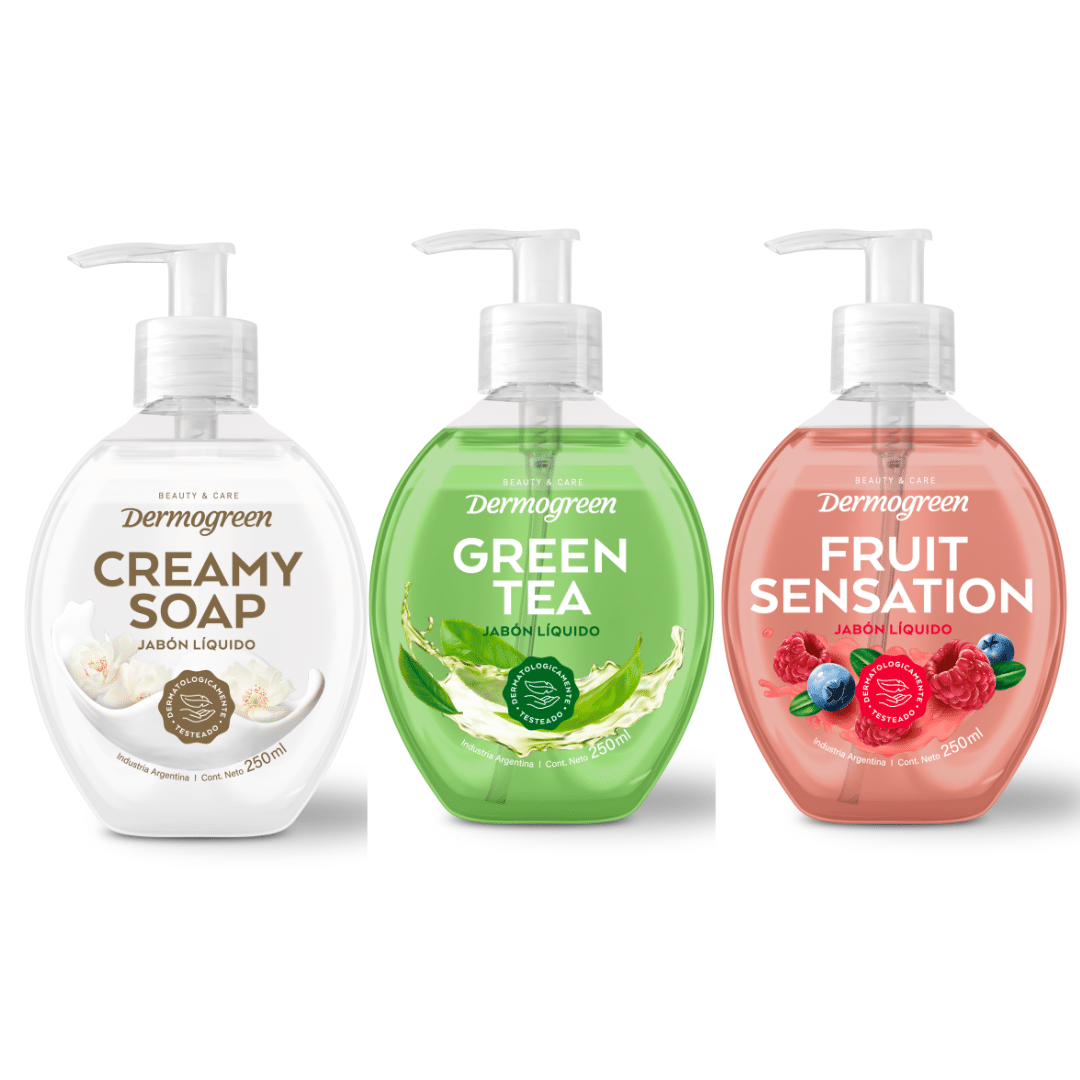 BEAUTY & CARE
Dermogreen
CREAMY
SOAP
JABÓN LÍQUIDO
DERMATOLOGICAMENTE
• TESTEADO •
Industria Argentina | Cont. Neto 250ml
BEAUTY & CARE
Dermogreen
GREEN
TEA
JABÓN LÍQUIDO
DERMATOLOGICAMENTE
• TESTEADO •
Industria Argentina | Cont. Neto 250ml
BEAUTY & CARE
Dermogreen
FRUIT
SENSATION
JABÓN LÍQUIDO
DERMATOLOGICAMENTE
• TESTEADO •
Industria Argentina | Cont. Neto 250ml